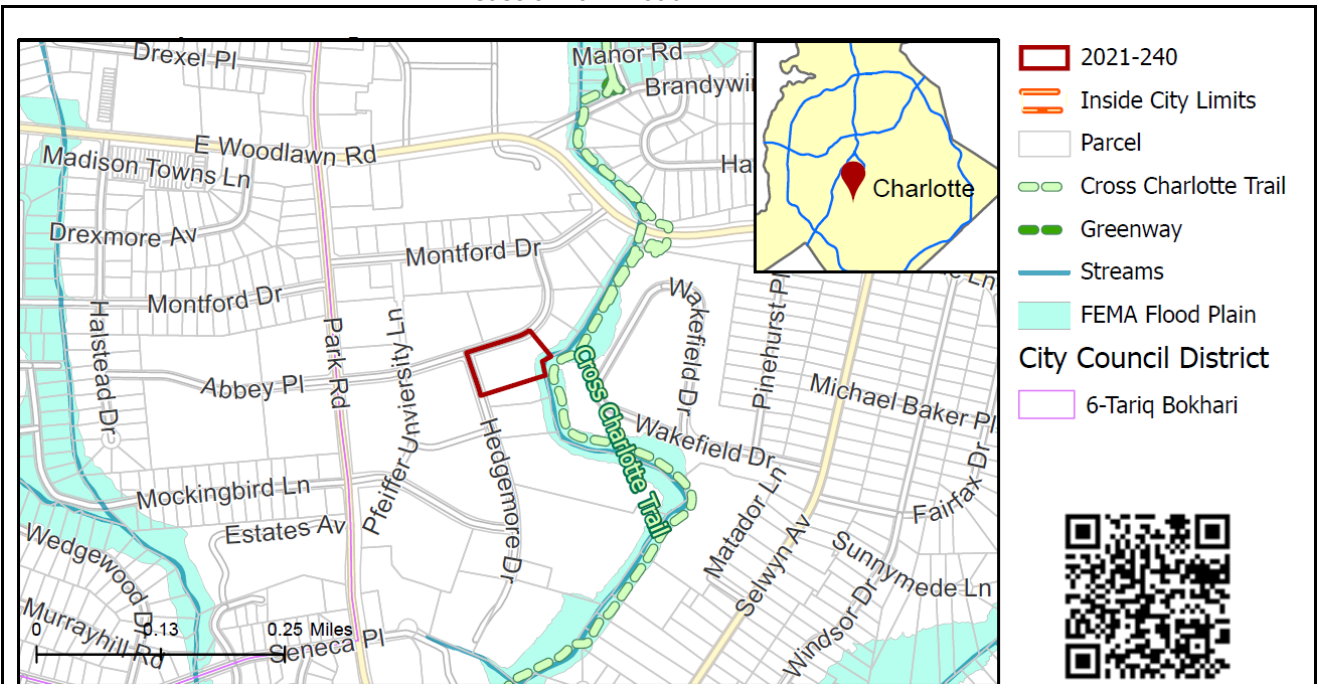 Drexel Pl
Manor Rd
Brandywi
E Woodlawn Rd
Madison Towns Ln
Ha
Drexmore Av
Montford Dr
Montford Dr
Halstead Dr
Park Rd
Pfeiffer Unviersity Ln
Abbey Pl
Hedgemore Dr
Cross Charlotte Trail
Wakefield Dr
Wakefield Dr
Pinehurst Pl
Ln
Michael Baker Pl
Fairfax Dr
Mockingbird Ln
Estates Av
Matador Ln
Selwyn Av
Sunnymede Ln
Windsor Dr
Wedgewood Dr
Murrayhill Rd
Seneca Pl
0 0.13 0.25 Miles
Charlotte
2021-240
Inside City Limits
Parcel
Cross Charlotte Trail
Greenway
Streams
FEMA Flood Plain
City Council District
6-Tariq Bokhari